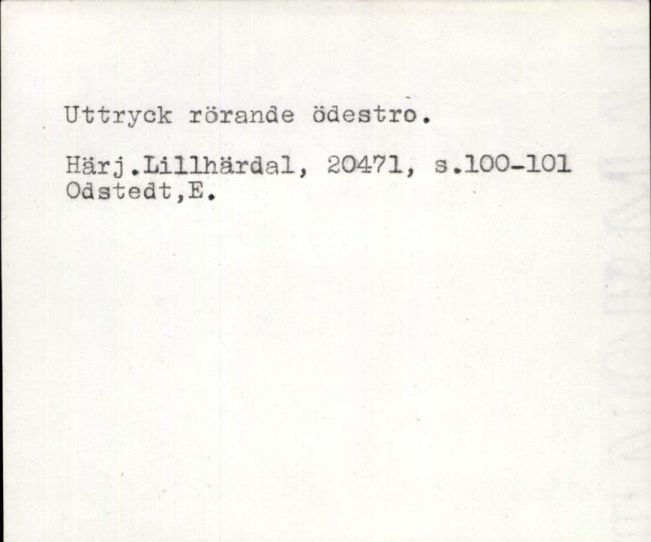 Uttryck rörande ödestro.
Härj.Lillhärdal, 20471, s.100-101
Odstedt,E.